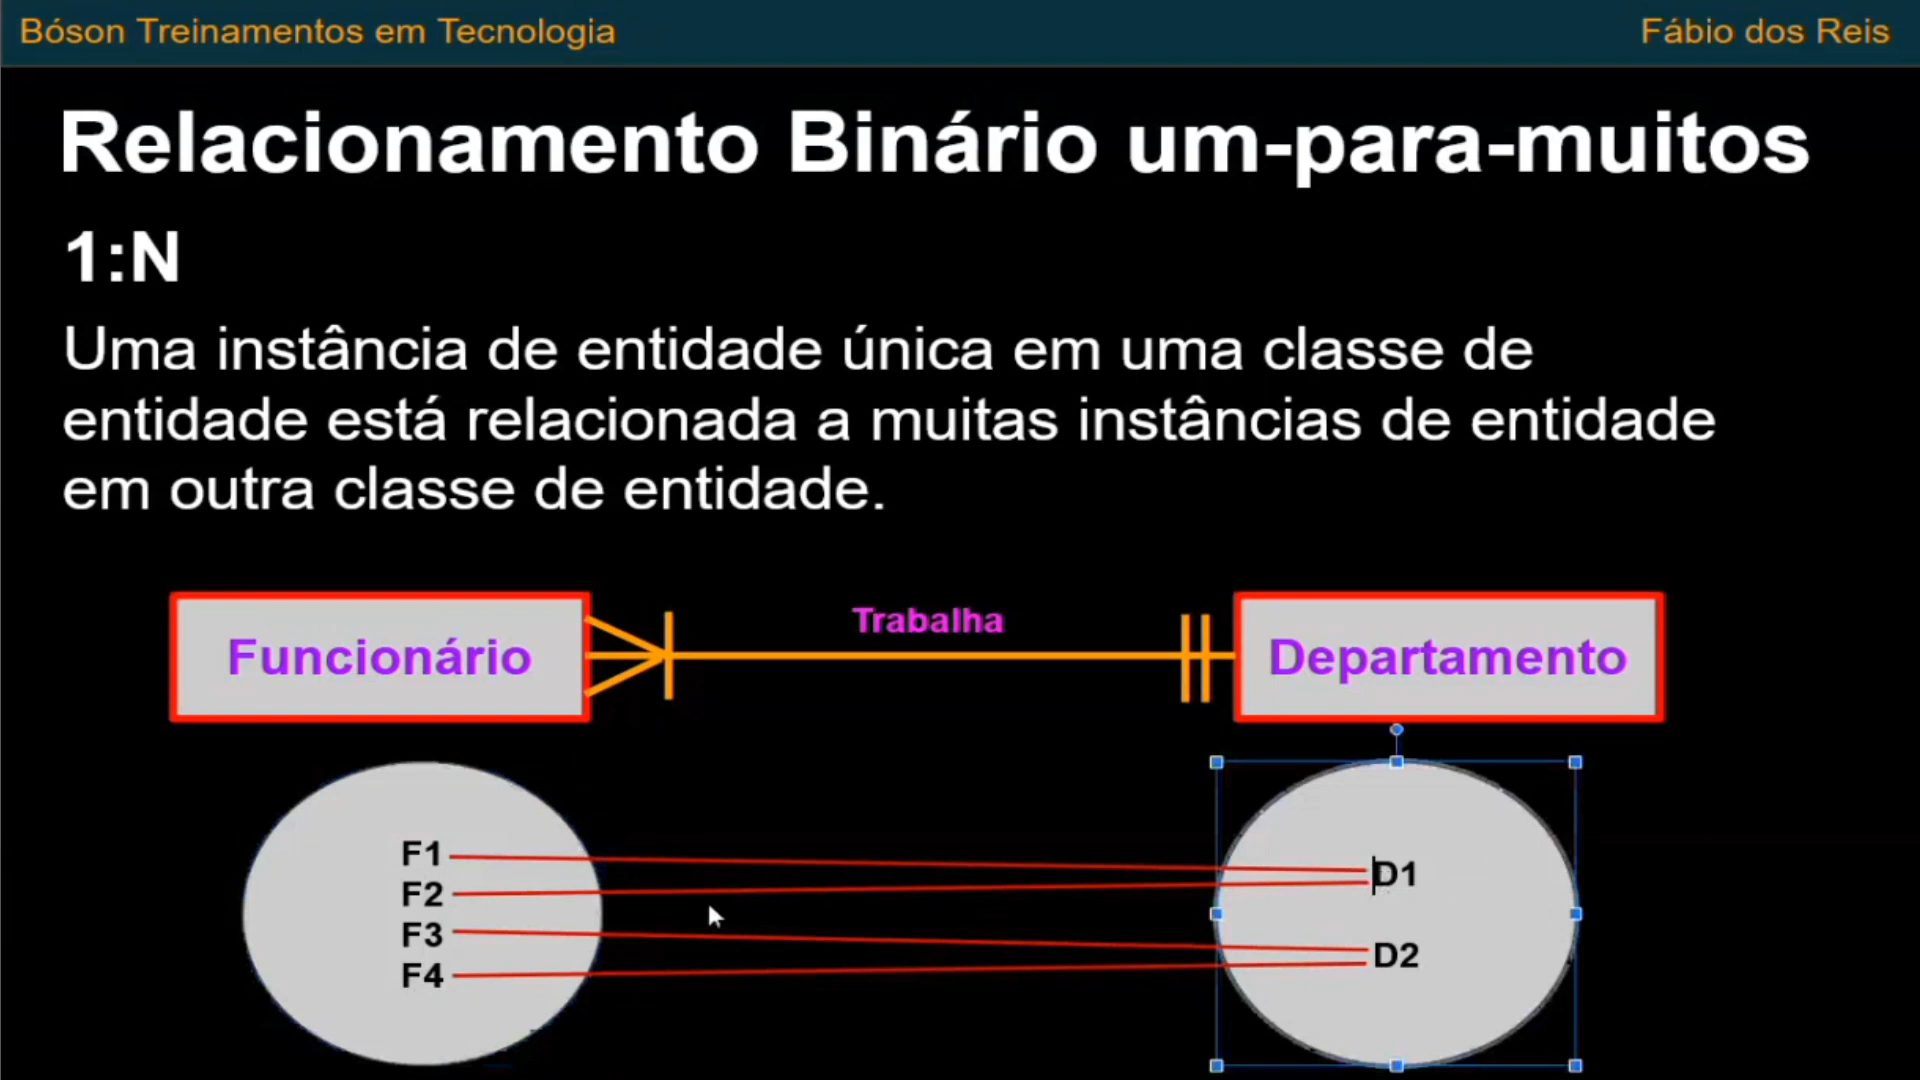 Bóson Treinamentos em Tecnologia
Fábio dos Reis
Relacionamento Binário um-para-muitos
1:N
Uma instância de entidade única em uma classe de
entidade está relacionada a muitas instâncias de entidade
em outra classe de entidade.
Trabalha
Funcionário
Departamento
F1
F2
F3
F4
D1
D2